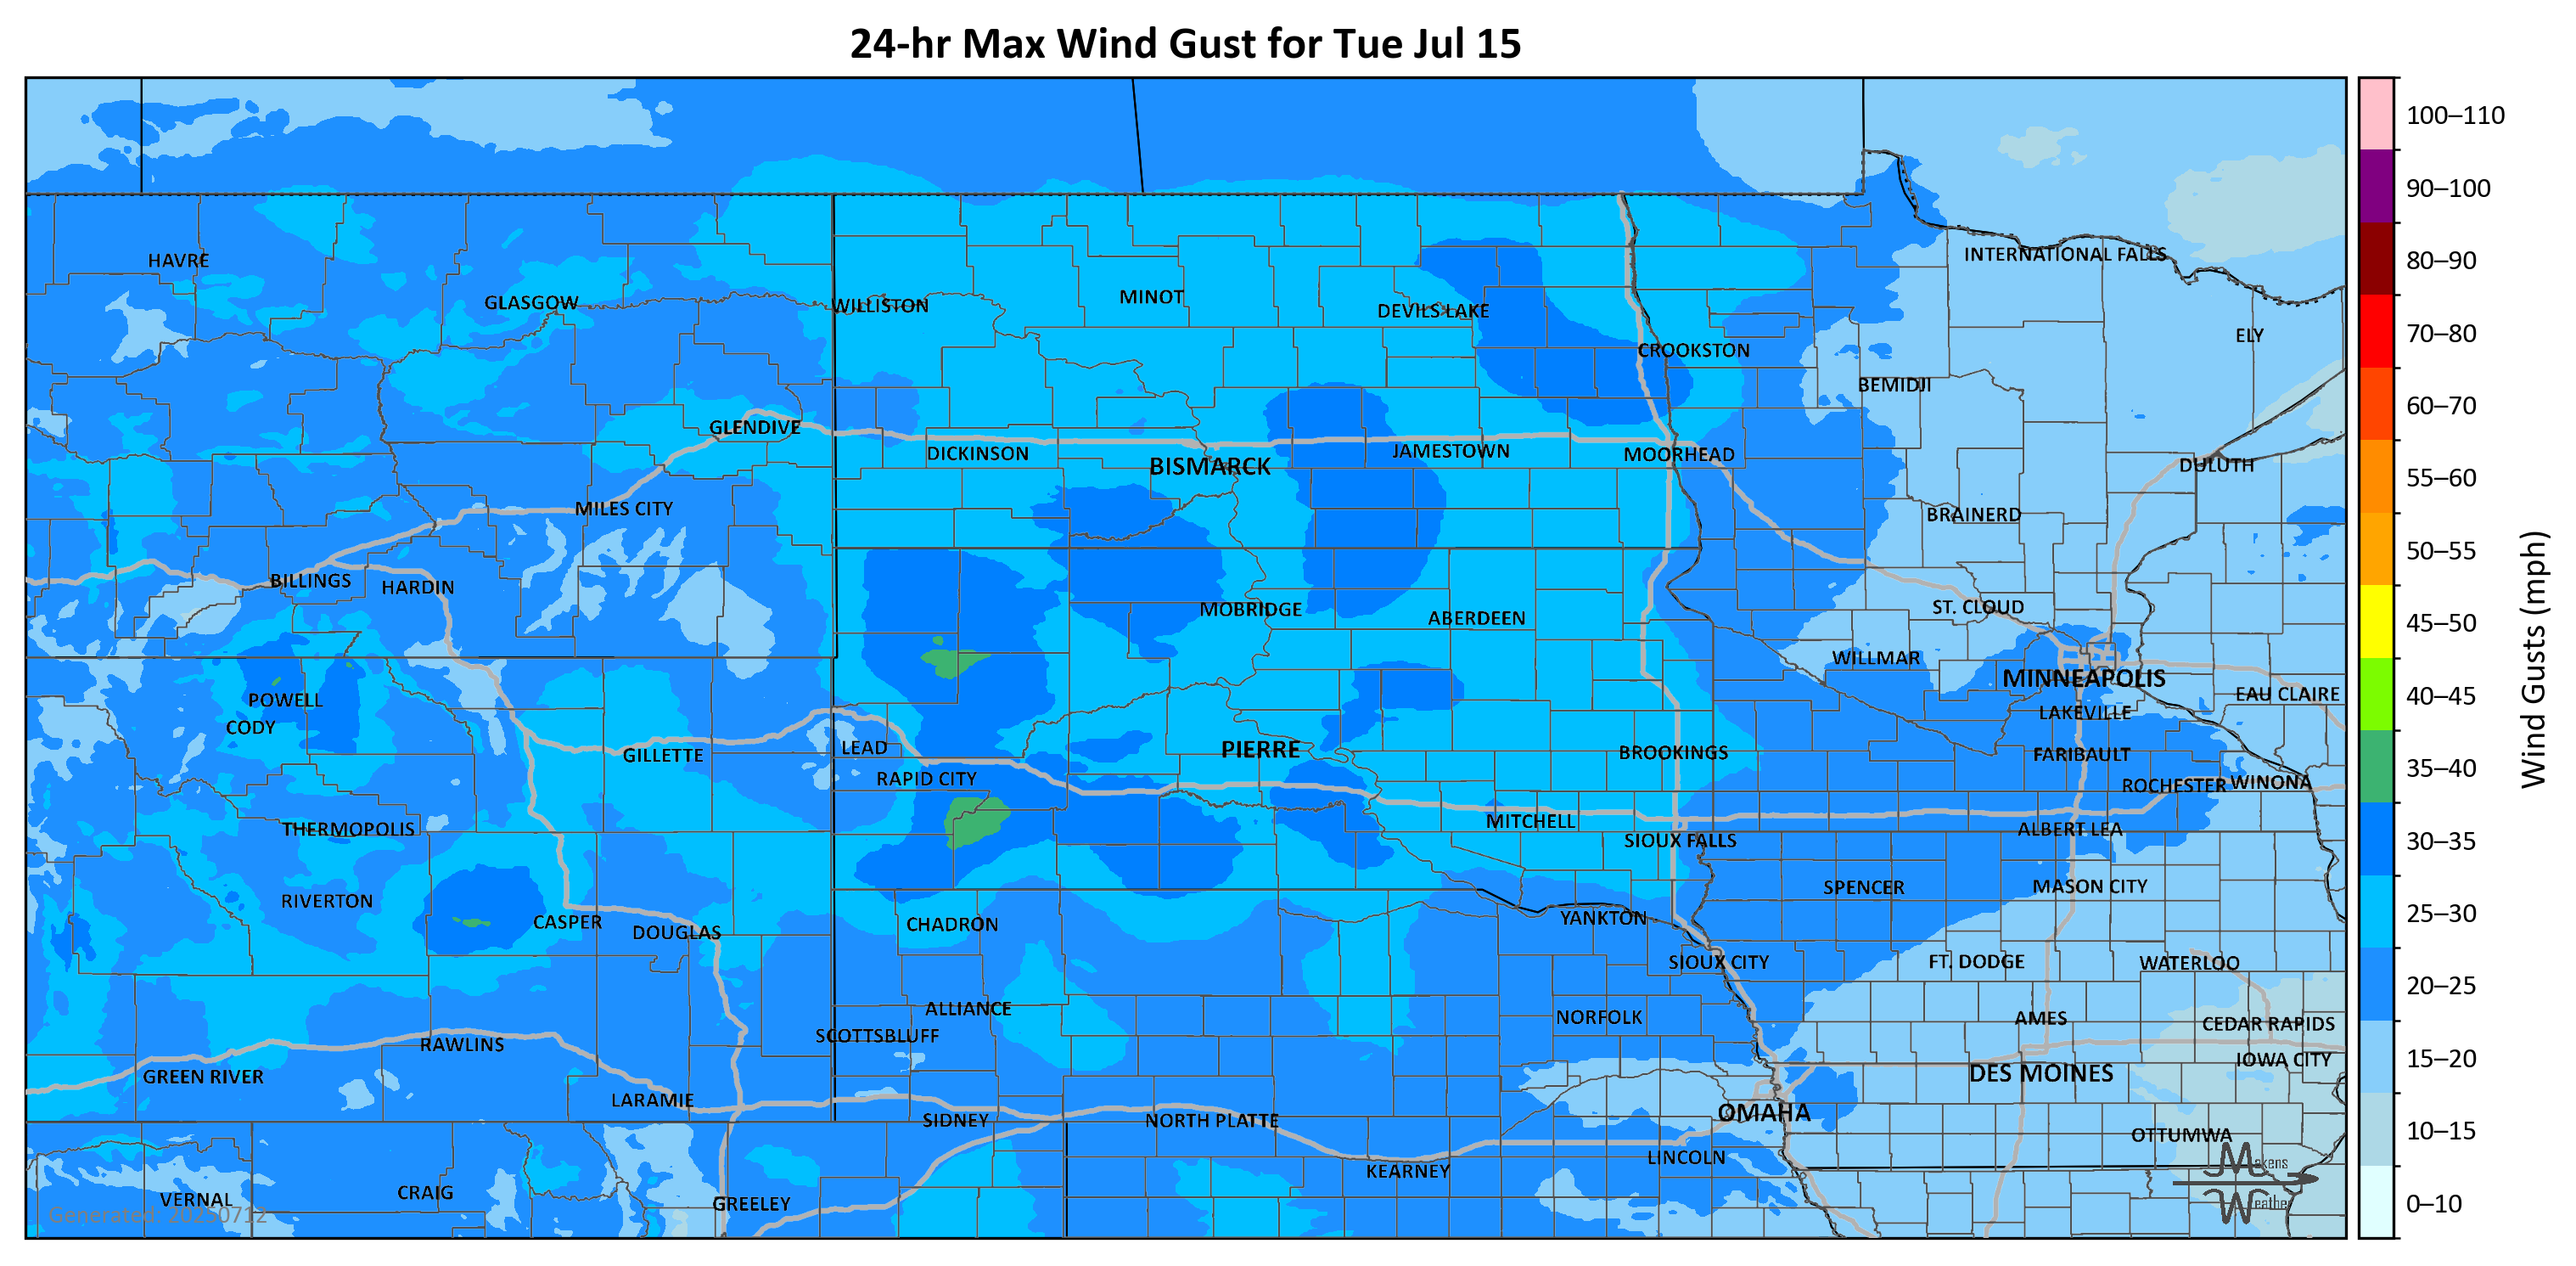 24-hr Max Wind Gust for Tue Jul 15
HAVRE
GLASGOW
WILLISTON
MINOT
DEVILS LAKE
CROOKSTON
INTERNATIONAL FALLS
ELY
BEMIDJI
GLENDIVE
DICKINSON
BISMARCK
JAMESTOWN
MOORHEAD
DULUTH
MILES CITY
BRAINERD
BILLINGS
HARDIN
MOBRIDGE
ABERDEEN
ST. CLOUD
WILLMAR
MINNEAPOLIS
EAU CLAIRE
POWELL
CODY
LAKEVILLE
GILLETTE
LEAD
PIERRE
BROOKINGS
FARIBAULT
RAPID CITY
ROCHESTER
WINONA
THERMOPOLIS
MITCHELL
SIOUX FALLS
ALBERT LEA
RIVERTON
SPENCER
MASON CITY
CASPER
DOUGLAS
CHADRON
YANKTON
SIOUX CITY
FT. DODGE
WATERLOO
ALLIANCE
NORFOLK
AMES
CEDAR RAPIDS
SCOTTSBLUFF
RAWLINS
IOWA CITY
GREEN RIVER
DES MOINES
LARAMIE
SIDNEY
NORTH PLATTE
OMAHA
OTTUMWA
LINCOLN
KEARNEY
VERNAL
CRAIG
GREELEY
Generated: 20250712
Makens
Weather
100–110
90–100
80–90
70–80
60–70
55–60
50–55
45–50
40–45
35–40
30–35
25–30
20–25
15–20
10–15
0–10
Wind Gusts (mph)